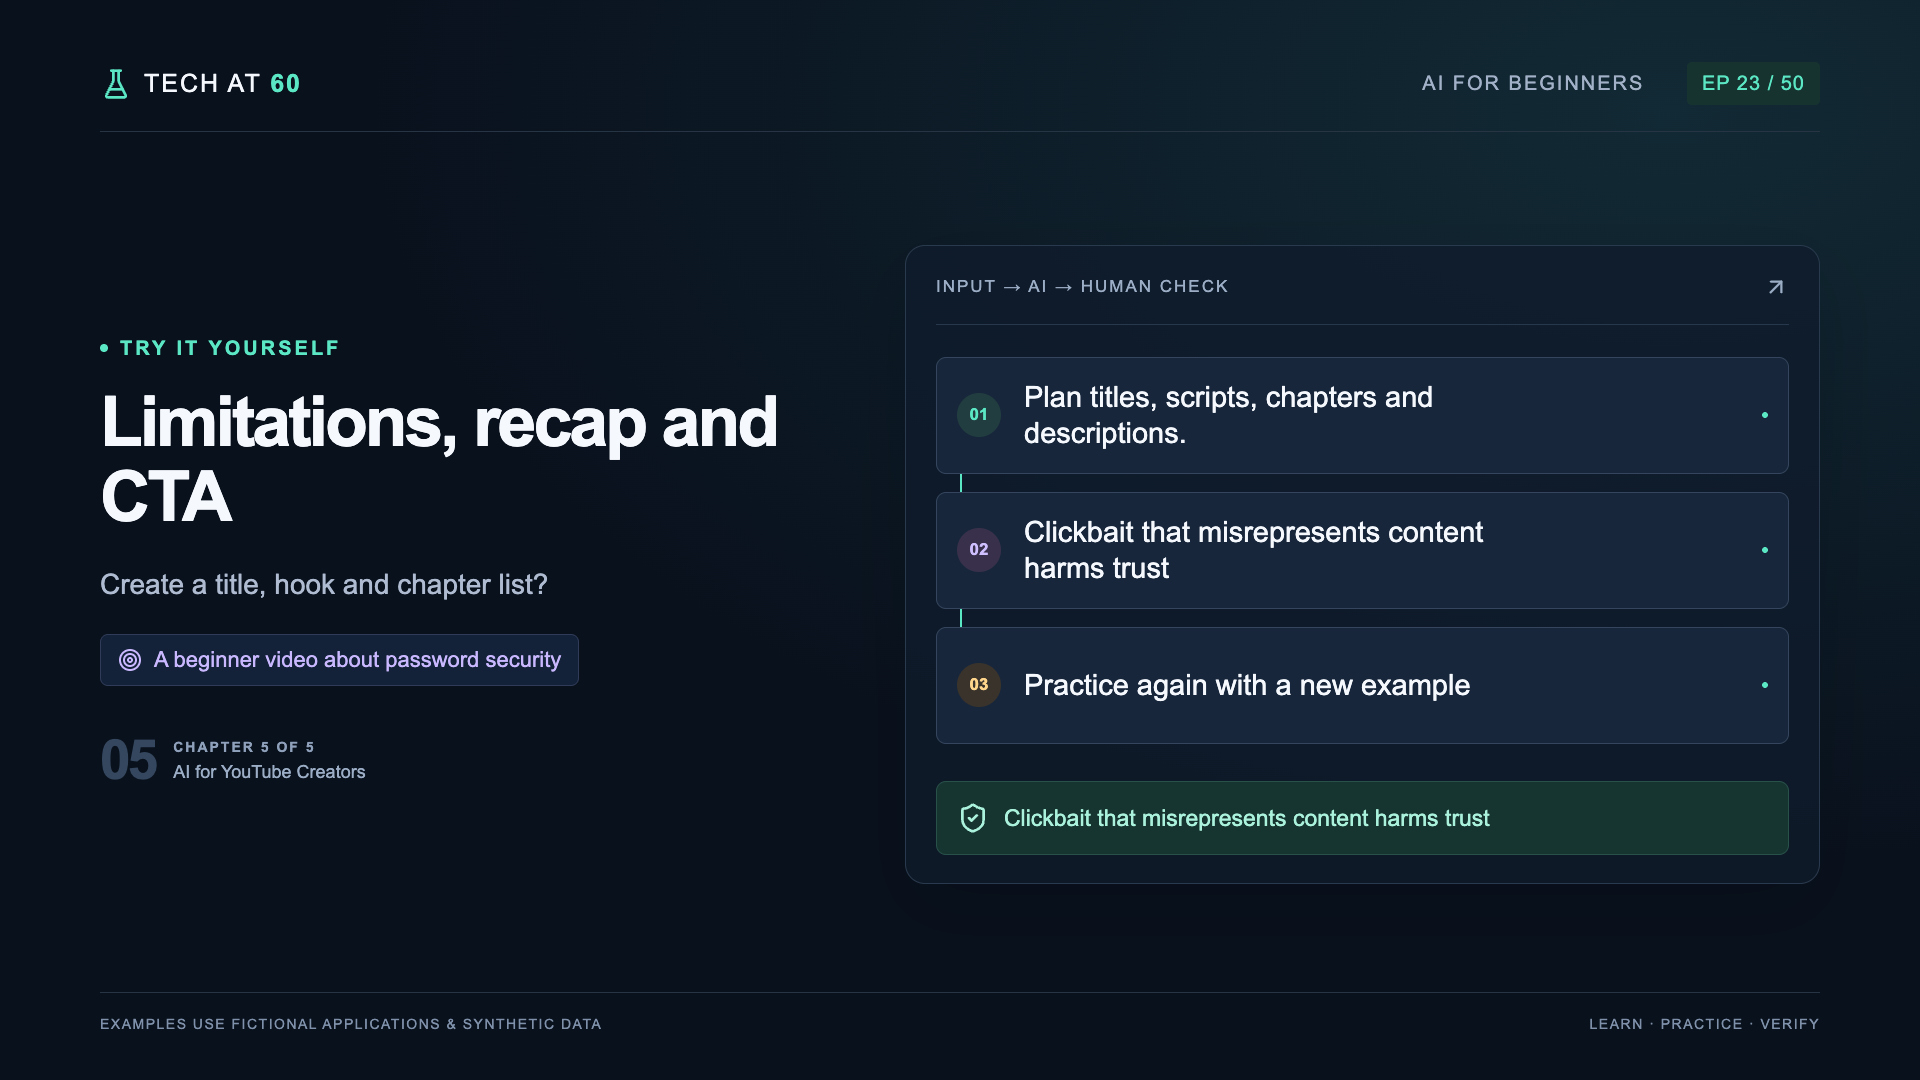 TECH AT 60
AI FOR BEGINNERS
EP 23 / 50
TRY IT YOURSELF
Limitations, recap and
CTA
Create a title, hook and chapter list?
A beginner video about password security
05
CHAPTER 5 OF 5
AI for YouTube Creators
INPUT → AI → HUMAN CHECK
01
Plan titles, scripts, chapters and
descriptions.
02
Clickbait that misrepresents content
harms trust
03
Practice again with a new example
Clickbait that misrepresents content harms trust
EXAMPLES USE FICTIONAL APPLICATIONS & SYNTHETIC DATA
LEARN · PRACTICE · VERIFY